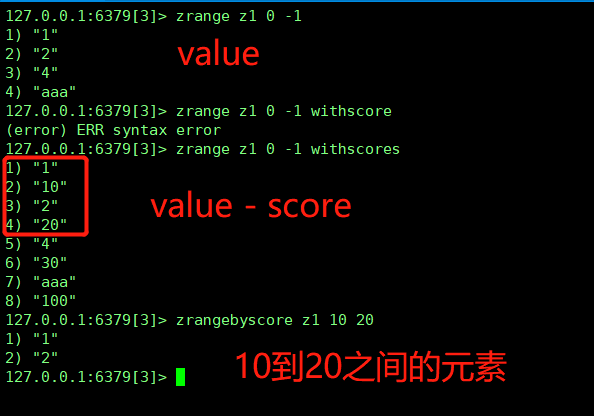 127.0.0.1:6379[3]> zrange z1 0 -1
1) "1"
2) "2"
value
3) "4"
4) "aaa"
127.0.0.1:6379[3]> zrange z1 0 -1 withscore
(error) ERR syntax error
127.0.0.1:6379[3]> zrange z1 0 -1 withscores
1) "1"
2) "10"
3) "2"
value - score
4) "20"
5) "4"
6) "30"
7) "aaa"
8) "100"
127.0.0.1:6379[3]> zrangebyscore z1 10 20
1) "1"
2) "2"
10到20之间的元素
127.0.0.1:6379[3]>